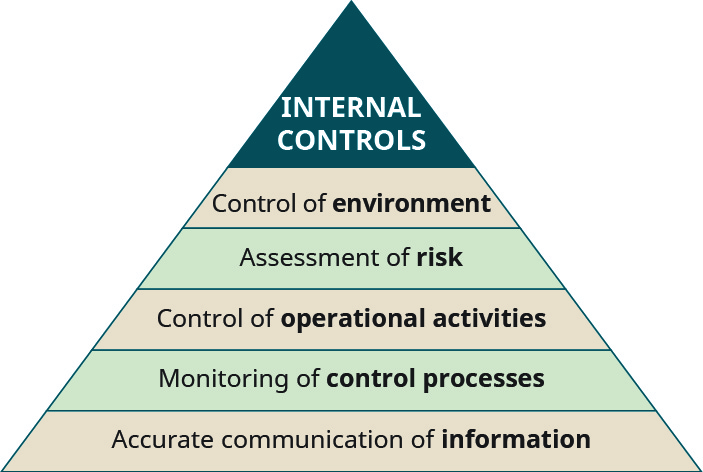 INTERNAL
CONTROLS
Control of environment
Assessment of risk
Control of operational activities
Monitoring of control processes
Accurate communication of information